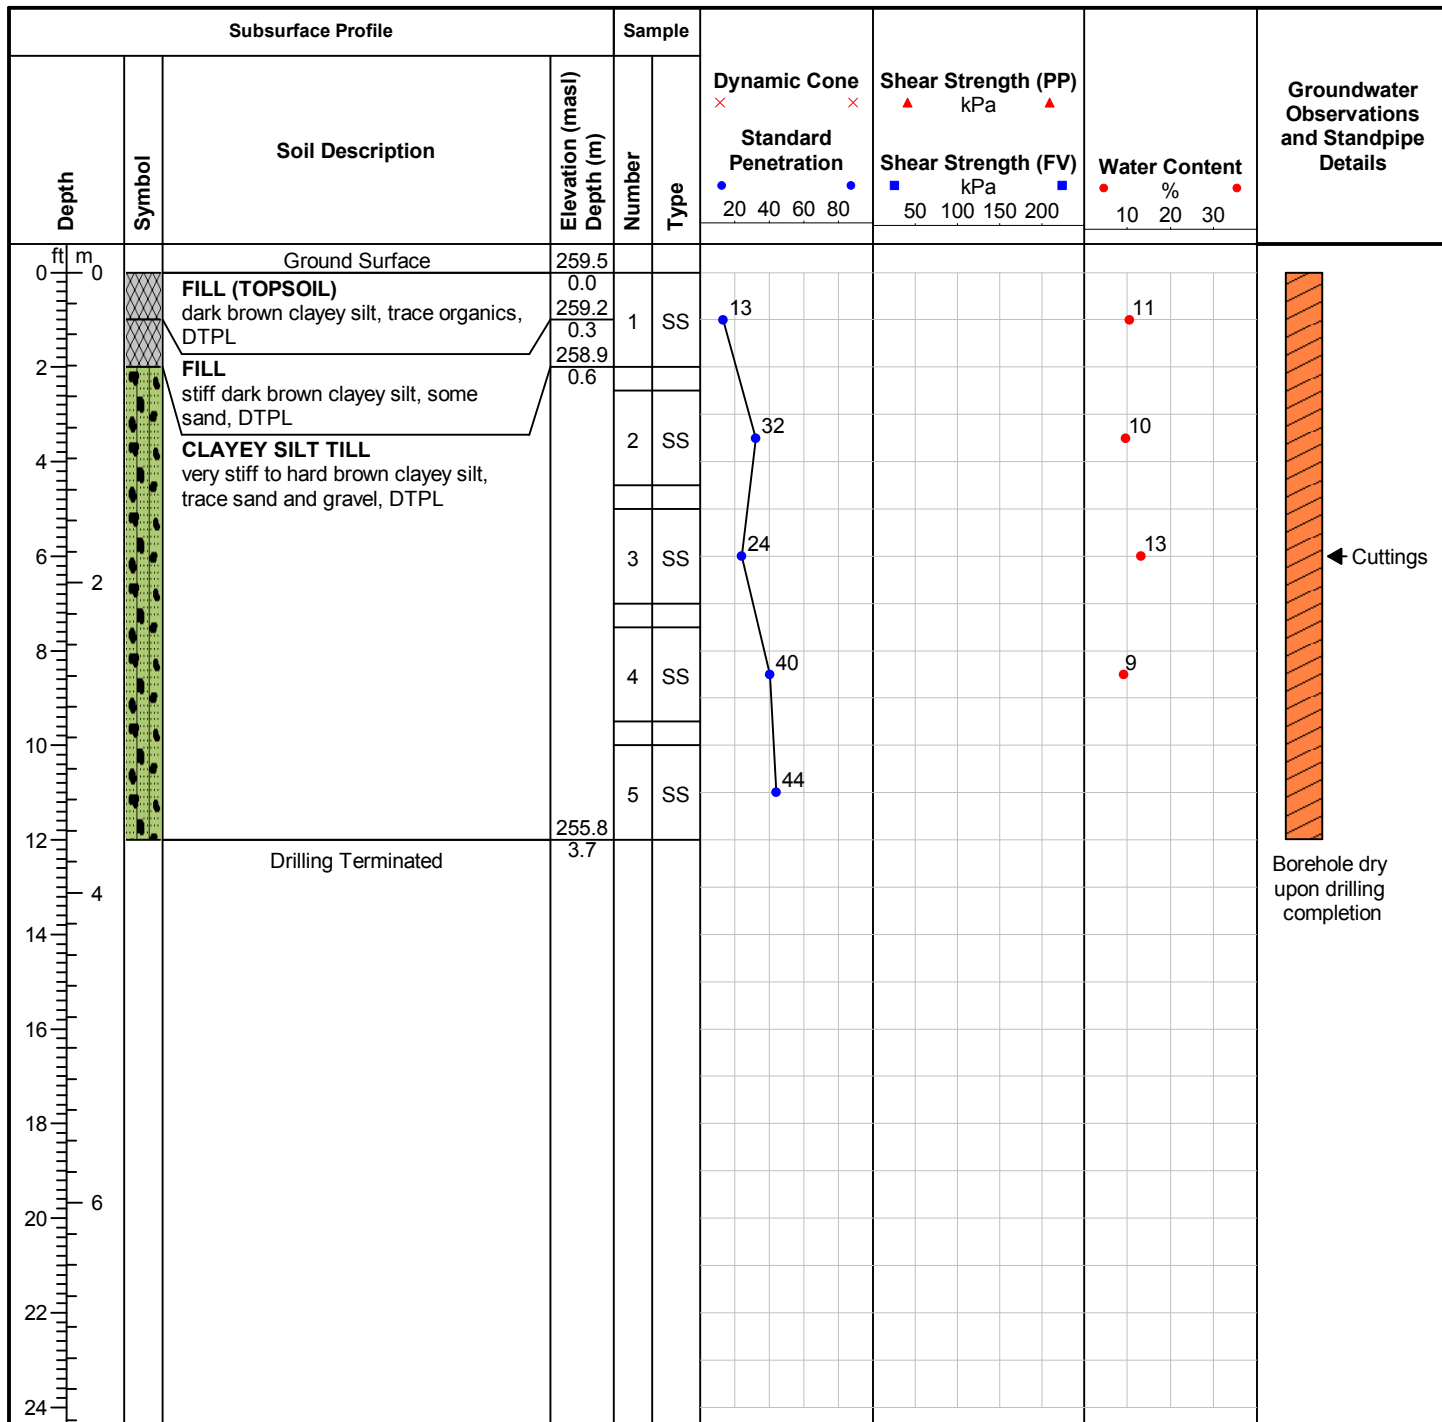 Subsurface Profile
Sample
Depth
Symbol
Soil Description
Elevation (masl)
Depth (m)
Number
Type
Dynamic Cone
Standard
Penetration
20 40 60 80
Shear Strength (PP)
kPa
Shear Strength (FV)
kPa
50 100 150 200
Water Content
%
10 20 30
Groundwater
Observations
and Standpipe
Details
ft m
0 0
2
4
6
2
8
10
12
4
14
16
18
6
20
22
24
Ground Surface
FILL (TOPSOIL)
dark brown clayey silt, trace organics,
DTPL
FILL
stiff dark brown clayey silt, some
sand, DTPL
CLAYEY SILT TILL
very stiff to hard brown clayey silt,
trace sand and gravel, DTPL
Drilling Terminated
259.5
0.0
259.2
0.3
258.9
0.6
255.8
3.7
1 SS
2 SS
3 SS
4 SS
5 SS
13
32
24
40
44
11
10
13
9
Cuttings
Borehole dry
upon drilling
completion